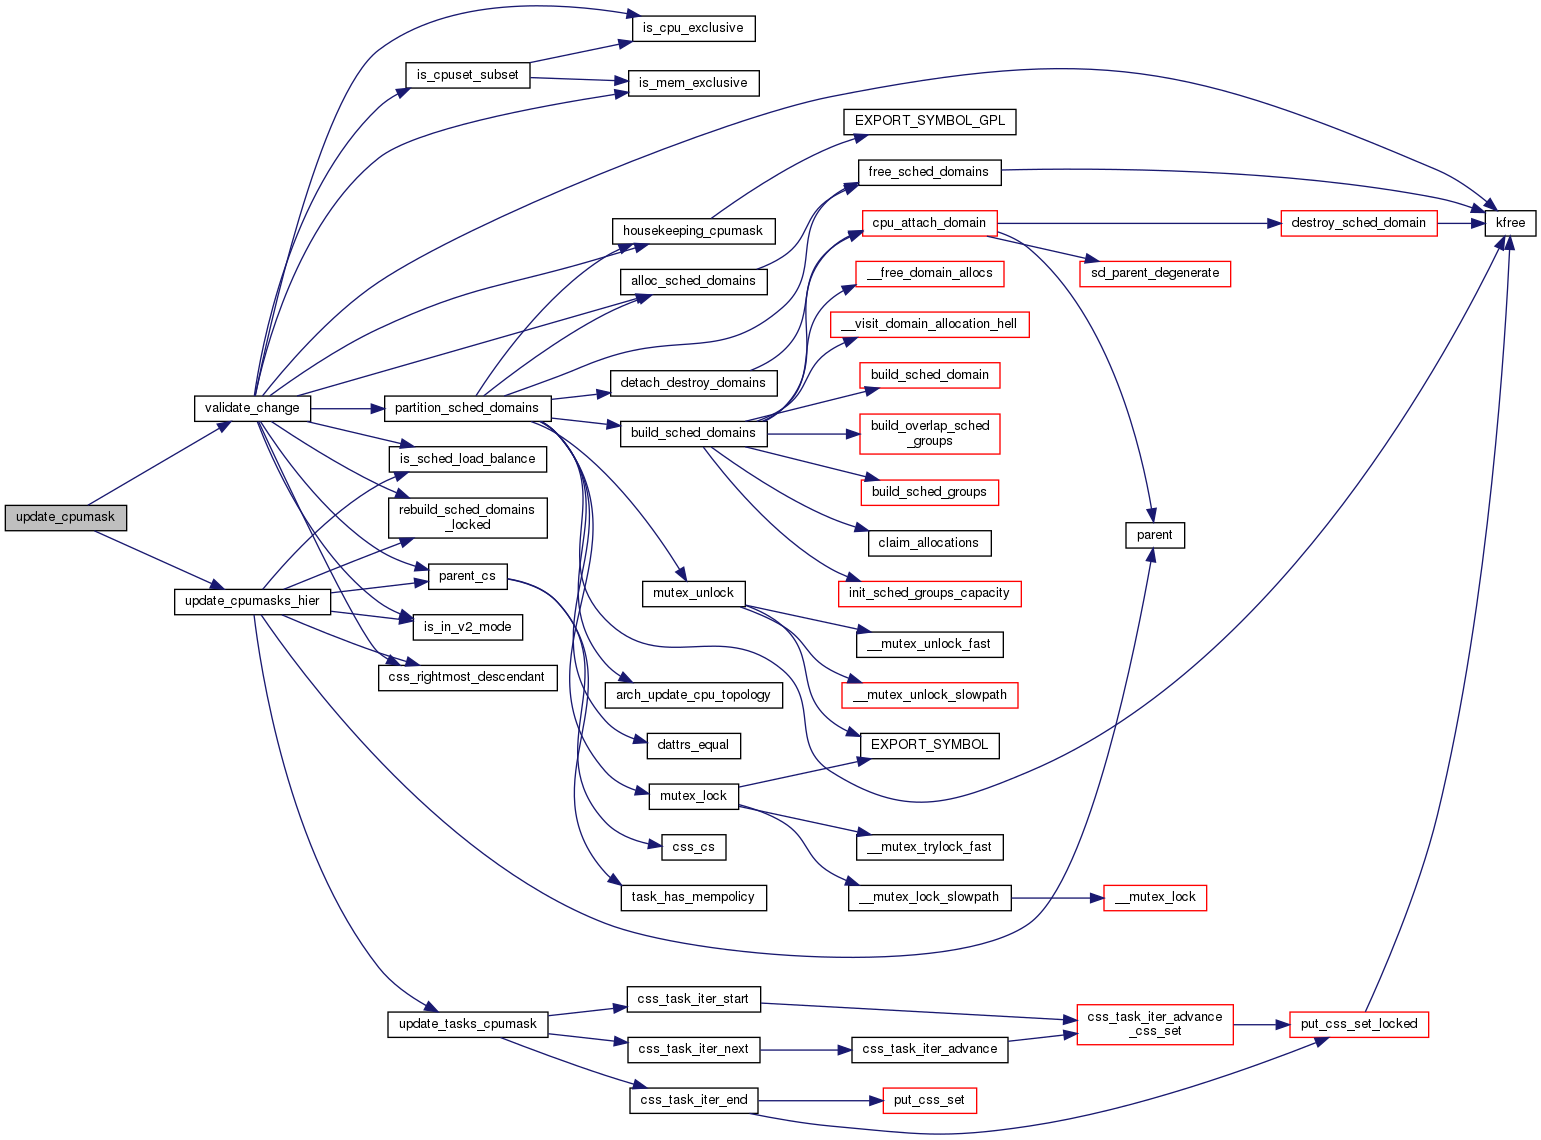 is_cpu_exclusive
is_cpuset_subset
is_mem_exclusive
EXPORT_SYMBOL_GPL
free_sched_domains
housekeeping_cpumask
cpu_attach_domain
destroy_sched_domain
kfree
alloc_sched_domains
__free_domain_allocs
sd_parent_degenerate
__visit_domain_allocation_hell
detach_destroy_domains
build_sched_domain
validate_change
partition_sched_domains
build_sched_domains
build_overlap_sched
_groups
is_sched_load_balance
build_sched_groups
update_cpumask
rebuild_sched_domains
_locked
claim_allocations
parent
parent_cs
update_cpumasks_hier
mutex_unlock
init_sched_groups_capacity
is_in_v2_mode
__mutex_unlock_fast
css_rightmost_descendant
arch_update_cpu_topology
__mutex_unlock_slowpath
dattrs_equal
EXPORT_SYMBOL
mutex_lock
css_cs
__mutex_trylock_fast
task_has_mempolicy
__mutex_lock_slowpath
__mutex_lock
css_task_iter_start
update_tasks_cpumask
css_task_iter_advance
_css_set
put_css_set_locked
css_task_iter_next
css_task_iter_advance
css_task_iter_end
put_css_set